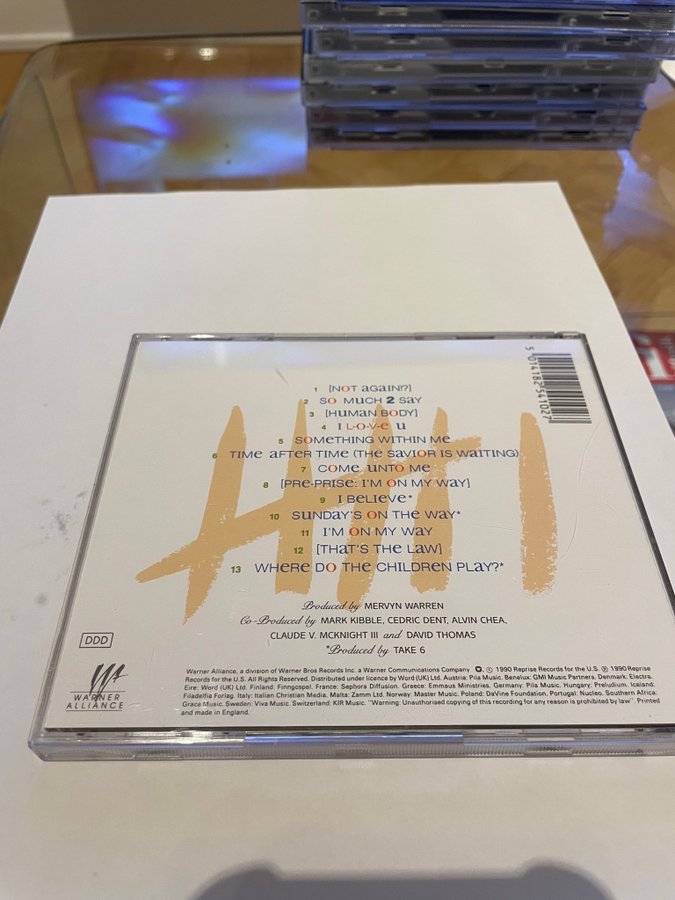 5 014182 541027
1 [NOT AGAIN!?]
2 SO MUCH 2 SAY
3 [HUMAN BODY]
4 I L-O-V-E U
5 SOMETHING WITHIN ME
6 TIME AFTER TIME (THE SAVIOR IS WAITING)
7 COME UNTO ME
8 [PRE-PRISE: I'M ON MY WAY]
9 I BELIEVE*
10 SUNDAY'S ON THE WAY*
11 I'M ON MY WAY
12 [THAT'S THE LAW]
13 WHERE DO THE CHILDREN PLAY?*
Produced by MERVYN WARREN
Co-Produced by MARK KIBBLE, CEDRIC DENT, ALVIN CHEA,
CLAUDE V. MCKNIGHT III and DAVID THOMAS
*Produced by TAKE 6
DDD
WA
WARNER
ALLIANCE
Warner Alliance, a division of Warner Bros Records Inc. a Warner Communications Company . © 1990 Reprise Records for the U.S. ℗ 1990 Reprise
Records for the U.S. All Rights Reserved. Distributed under licence by Word (UK) Ltd. Austria: Pila Music. Benelux: GMI Music Partners. Denmark: Electra.
Eire: Word (UK) Ltd. Finland: Finngospel. France: Sephora Diffusion. Greece: Emmaus Ministries. Germany: Pila Music. Hungary: Preludium. Iceland:
Filadelfia Forlag. Italy: Italian Christian Media. Malta: Zamm Ltd. Norway: Master Music. Poland: DaVine Foundation. Portugal: Nucleo. Southern Africa:
Grace Music. Sweden: Viva Music. Switzerland: KIR Music. "Warning: Unauthorised copying of this recording for any reason is prohibited by law". Printed
and made in England.